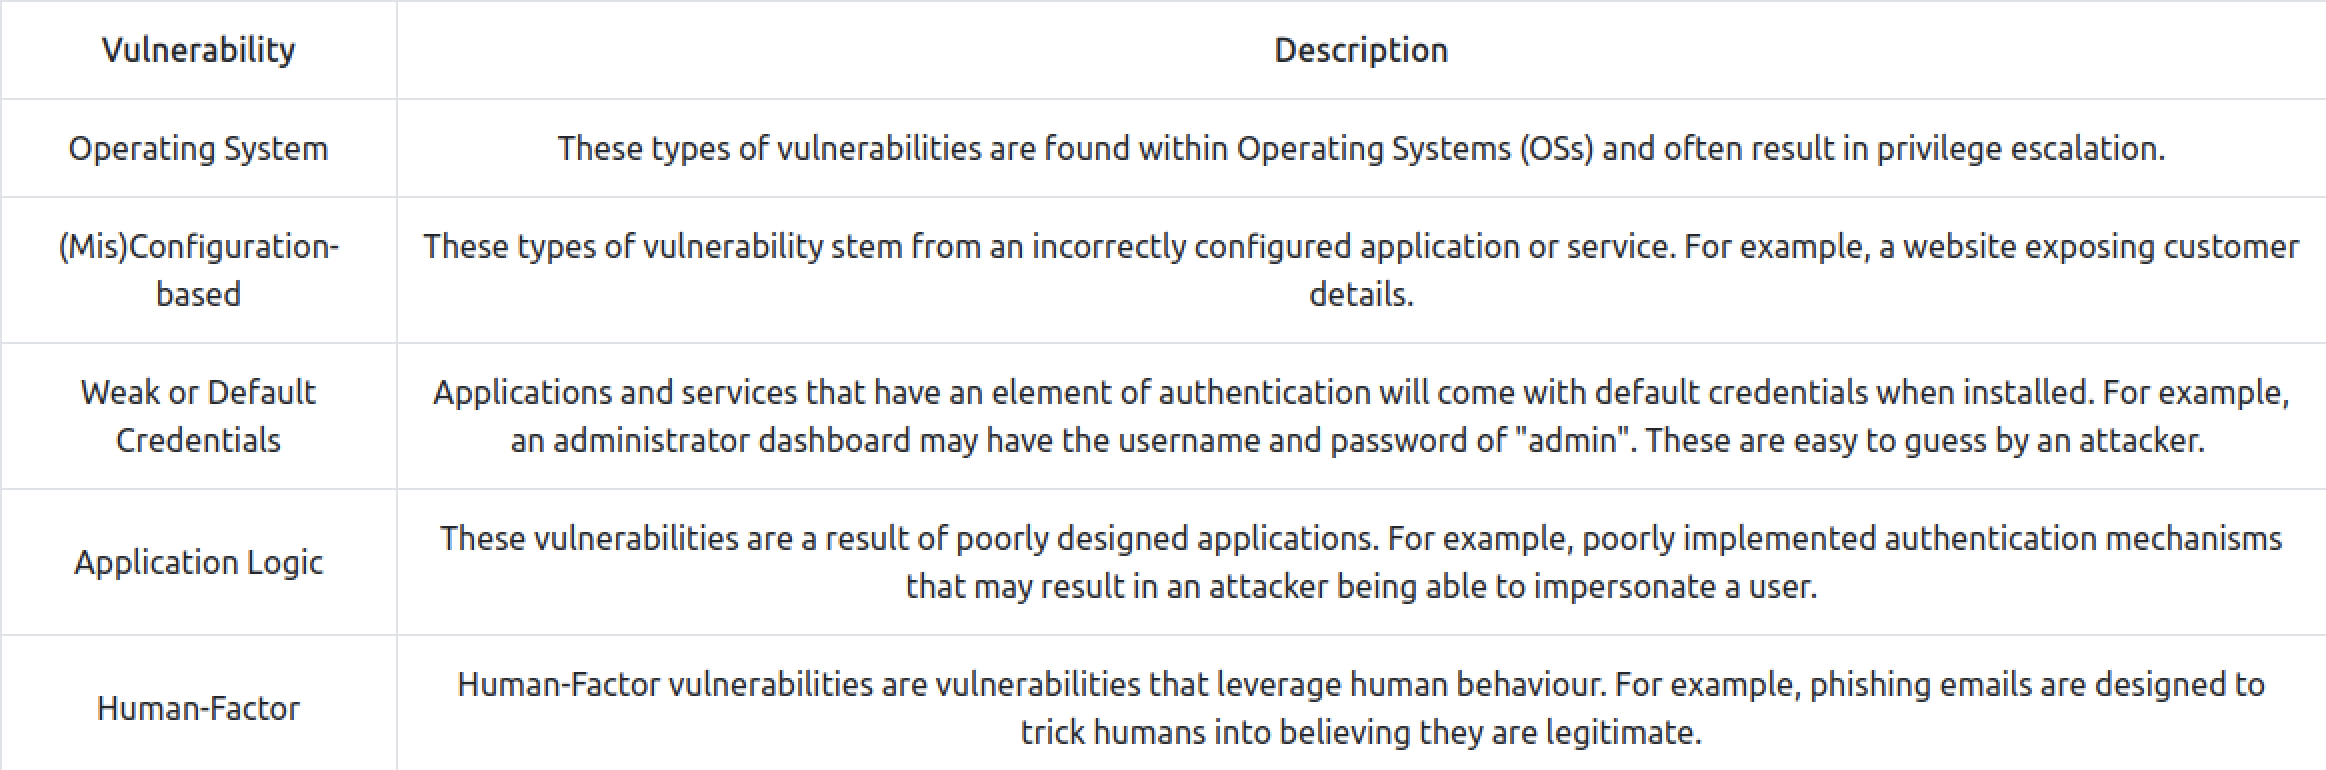 Vulnerability
Description
Operating System
These types of vulnerabilities are found within Operating Systems (OSs) and often result in privilege escalation.
(Mis)Configuration-
based
These types of vulnerability stem from an incorrectly configured application or service. For example, a website exposing customer
details.
Weak or Default
Credentials
Applications and services that have an element of authentication will come with default credentials when installed. For example,
an administrator dashboard may have the username and password of "admin". These are easy to guess by an attacker.
Application Logic
These vulnerabilities are a result of poorly designed applications. For example, poorly implemented authentication mechanisms
that may result in an attacker being able to impersonate a user.
Human-Factor
Human-Factor vulnerabilities are vulnerabilities that leverage human behaviour. For example, phishing emails are designed to
trick humans into believing they are legitimate.